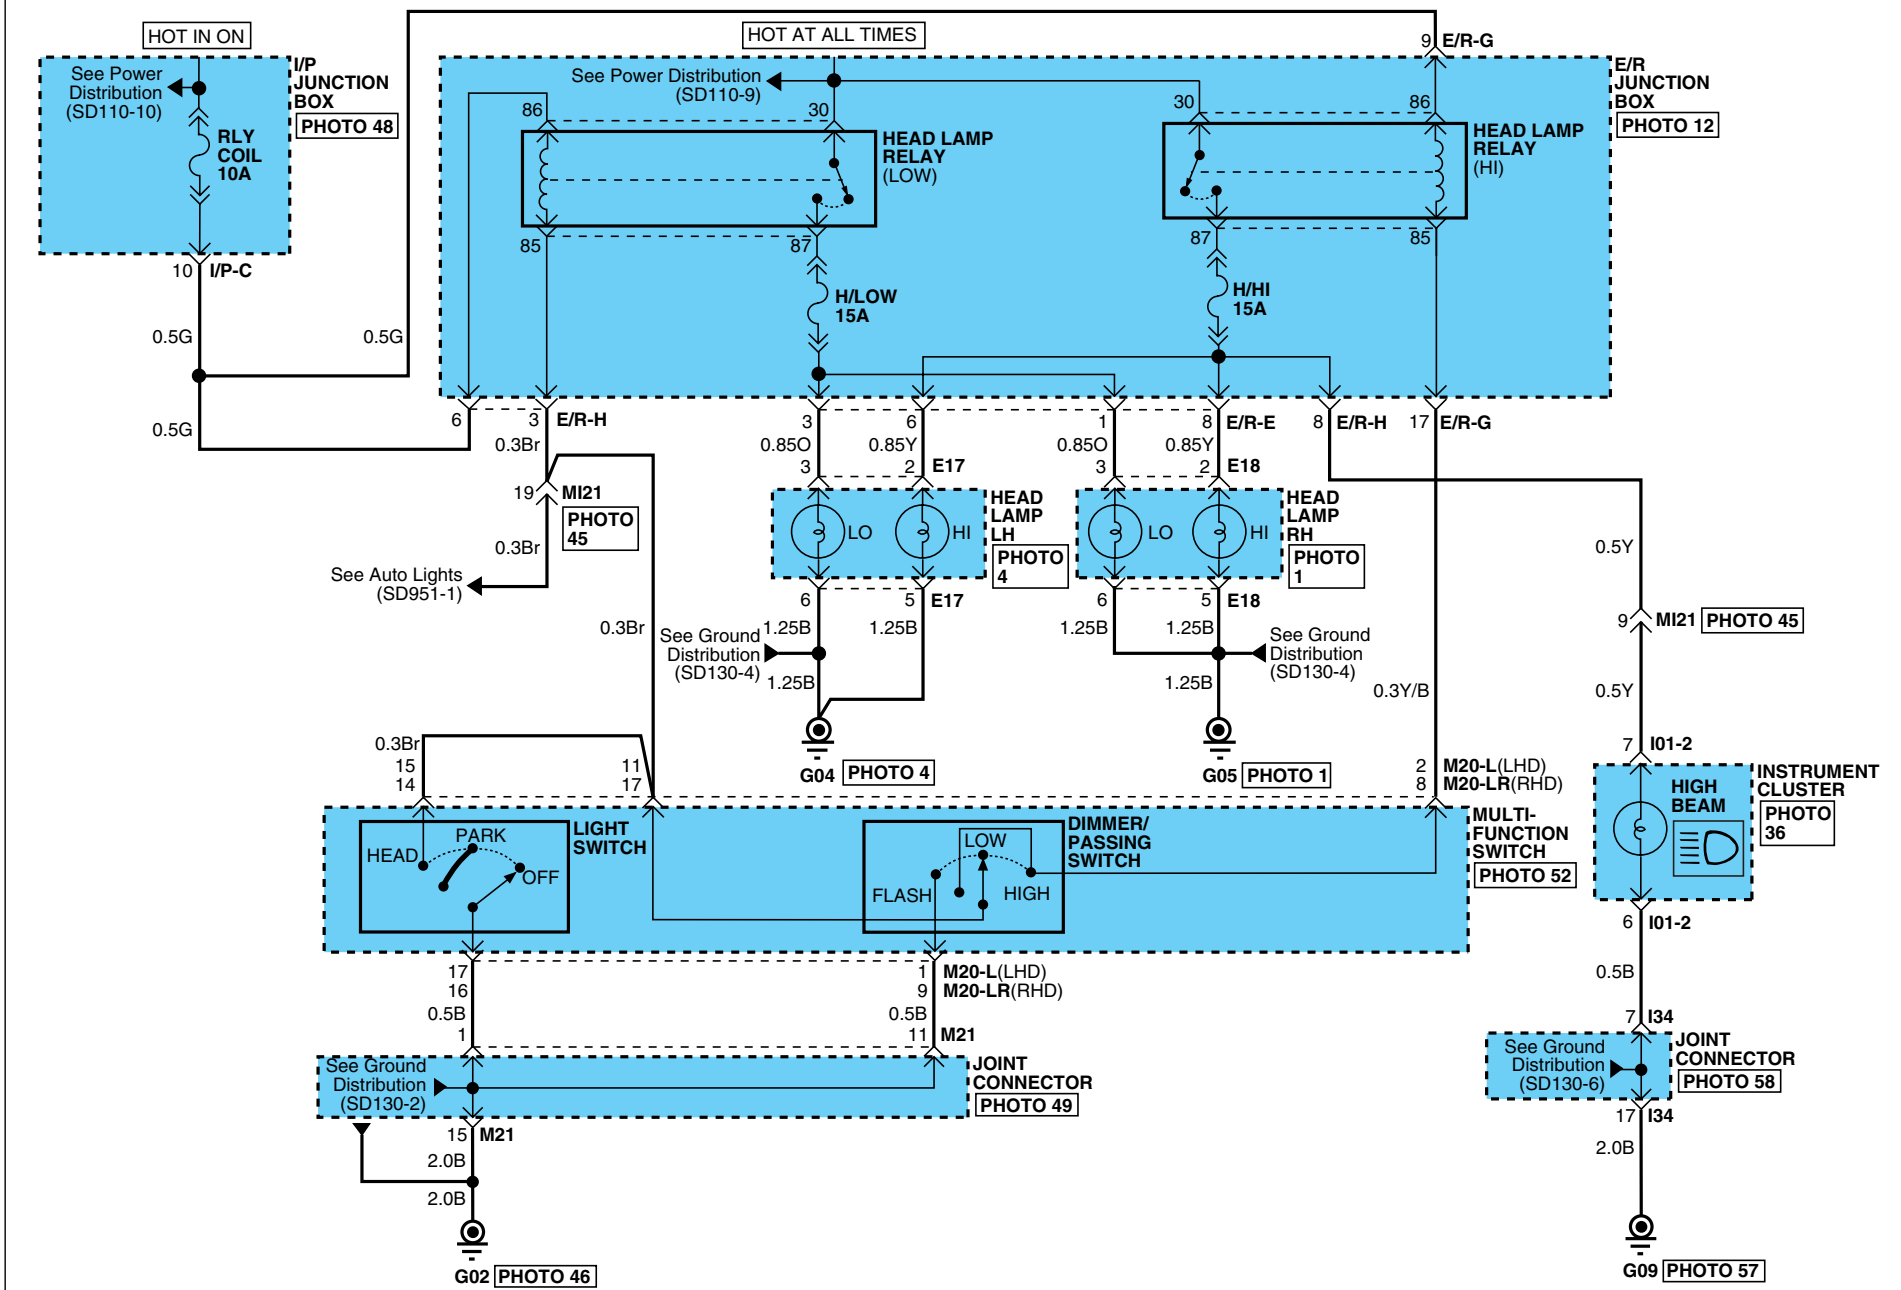 HOT IN ON
HOT AT ALL TIMES
See Power
Distribution
(SD110-10)
I/P
JUNCTION
BOX
PHOTO 48
RLY
COIL
10A
10 I/P-C
0.5G
0.5G
0.5G
9 E/R-G
E/R
JUNCTION
BOX
PHOTO 12
See Power Distribution
(SD110-9)
86
30
HEAD LAMP
RELAY
(LOW)
85
87
H/LOW
15A
30
86
HEAD LAMP
RELAY
(HI)
87
85
H/HI
15A
6
3 E/R-H
3
6
1
8 E/R-E
8 E/R-H
17 E/R-G
0.3Br
0.85O
0.85Y
0.85O
0.85Y
3
2 E17
3
2 E18
19 MI21
PHOTO
45
0.3Br
See Auto Lights
(SD951-1)
LO
HI
HEAD
LAMP
LH
PHOTO
4
LO
HI
HEAD
LAMP
RH
PHOTO
1
6
5 E17
6
5 E18
0.3Br
1.25B
1.25B
1.25B
1.25B
See Ground
Distribution
(SD130-4)
See Ground
Distribution
(SD130-4)
1.25B
1.25B
G04 PHOTO 4
G05 PHOTO 1
0.3Y/B
0.5Y
9 MI21 PHOTO 45
0.5Y
7 I01-2
0.3Br
15
14
11
17
2 M20-L(LHD)
8 M20-LR(RHD)
HEAD
PARK
OFF
LIGHT
SWITCH
FLASH
LOW
HIGH
DIMMER/
PASSING
SWITCH
MULTI-
FUNCTION
SWITCH
PHOTO 52
HIGH
BEAM
INSTRUMENT
CLUSTER
PHOTO
36
6 I01-2
17
16
1 M20-L(LHD)
9 M20-LR(RHD)
0.5B
0.5B
1
11 M21
See Ground
Distribution
(SD130-2)
JOINT
CONNECTOR
PHOTO 49
15 M21
2.0B
2.0B
G02 PHOTO 46
0.5B
7 I34
See Ground
Distribution
(SD130-6)
JOINT
CONNECTOR
PHOTO 58
17 I34
2.0B
G09 PHOTO 57